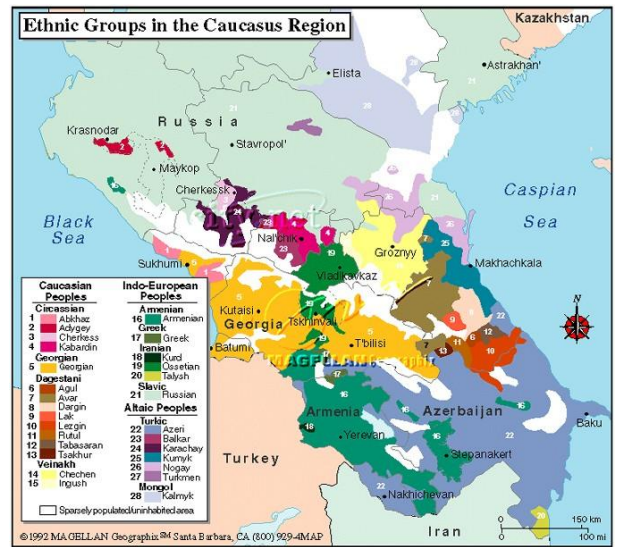 Ethnic Groups in the Caucasus Region
Kazakhstan
Astrakhan'
Elista
Russia
Krasnodar
Stavropol'
Maykop
Cherkessk
Caspian
Sea
Black
Sea
Nal'chik
Groznyy
Makhachkala
Vladikavkaz
Sukhumi
Kutaisi
Georgia
Tskhinvali
T'bilisi
Batumi
MAGELLAN Geographix
N
Armenia
Azerbaijan
Baku
Yerevan
Stepanakert
Turkey
Nakhichevan
Iran
Caucasian
Peoples
Circassian
1 Abkhaz
2 Adygey
3 Cherkess
4 Kabardin
Georgian
5 Georgian
Dagestani
6 Agul
7 Avar
8 Dargin
9 Lak
10 Lezgin
11 Rutul
12 Tabasaran
13 Tsakhur
Veinakh
14 Chechen
15 Ingush
Indo-European
Peoples
Armenian
16 Armenian
Greek
17 Greek
Iranian
18 Kurd
19 Ossetian
20 Talysh
Slavic
21 Russian
Altaic Peoples
Turkic
22 Azeri
23 Balkar
24 Karachay
25 Kumyk
26 Nogay
27 Turkmen
Mongol
28 Kalmyk
Sparsely populated/uninhabited area
0 150 km
0 100 mi
©1992 MAGELLAN Geographix SM Santa Barbara, CA (800) 929-4MAP